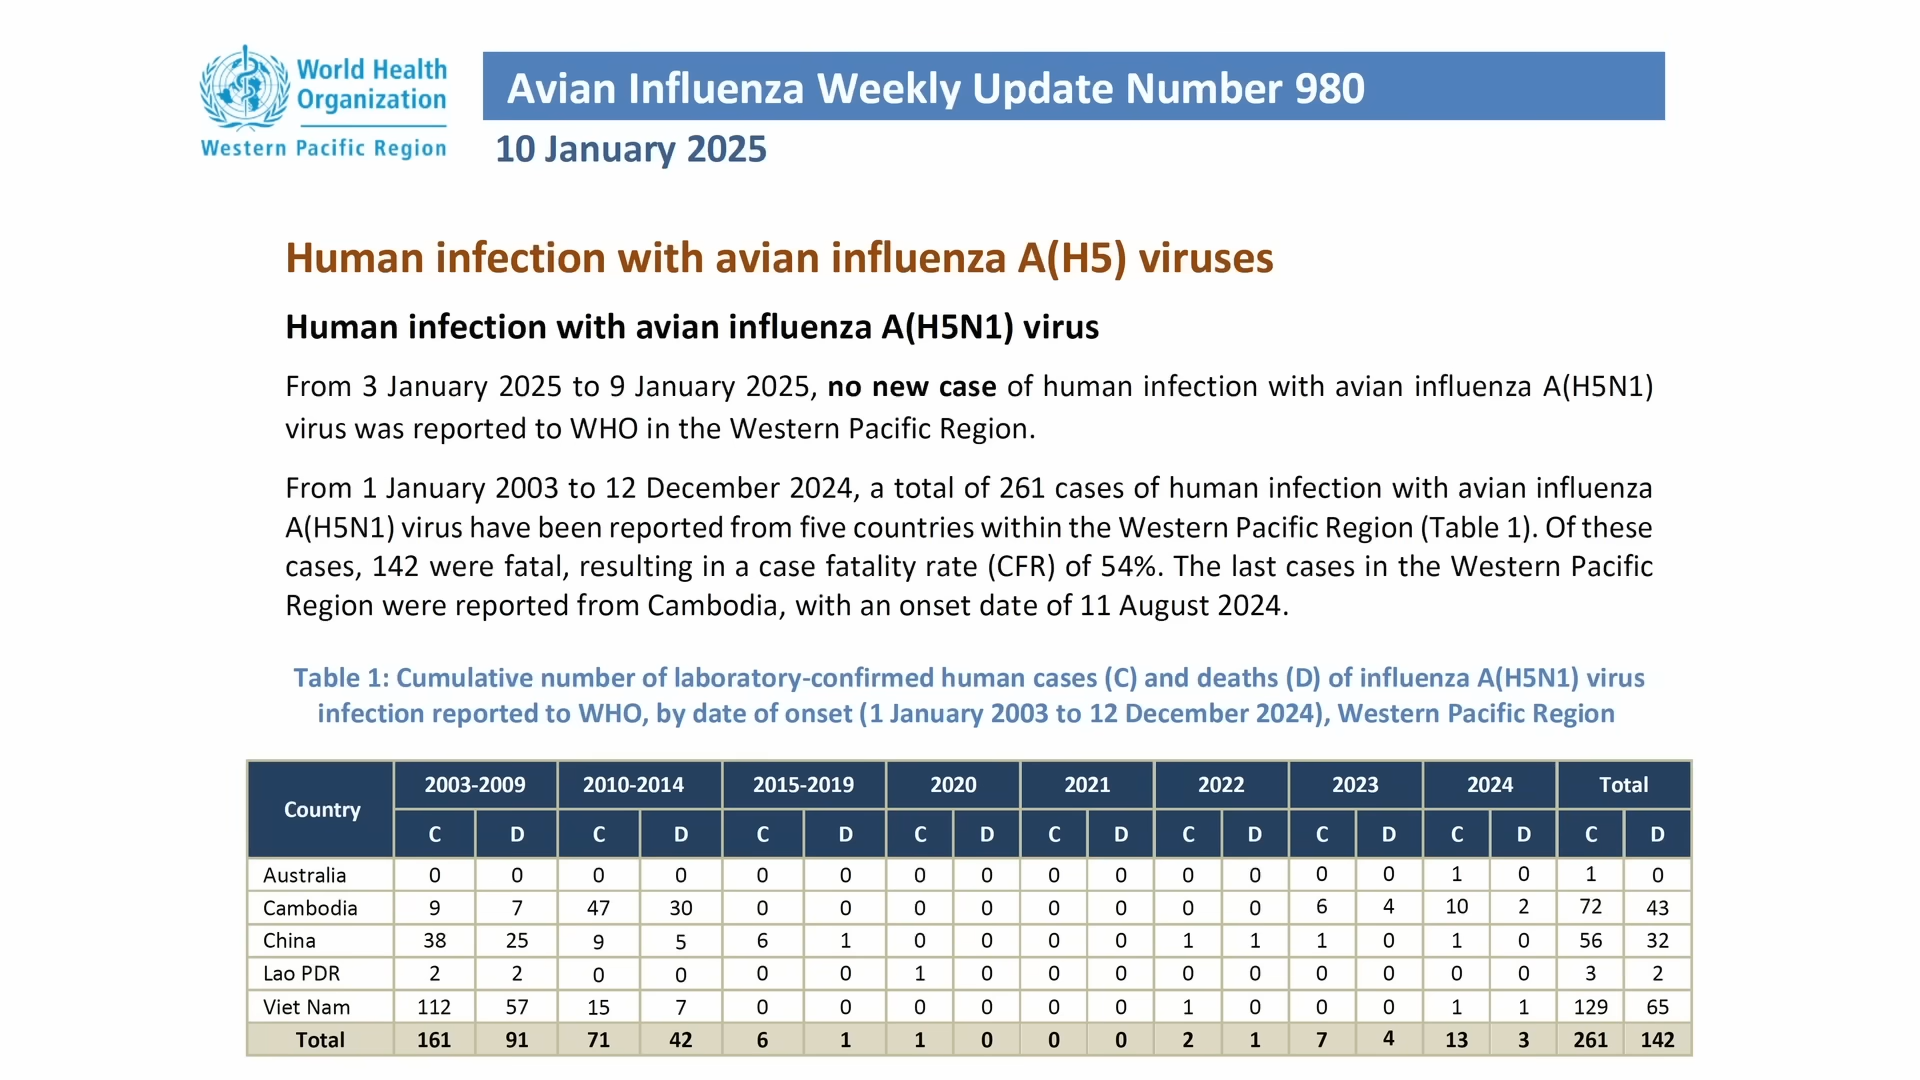 World Health
Organization
Western Pacific Region
Avian Influenza Weekly Update Number 980
10 January 2025
Human infection with avian influenza A(H5) viruses
Human infection with avian influenza A(H5N1) virus
From 3 January 2025 to 9 January 2025, no new case of human infection with avian influenza A(H5N1)
virus was reported to WHO in the Western Pacific Region.
From 1 January 2003 to 12 December 2024, a total of 261 cases of human infection with avian influenza
A(H5N1) virus have been reported from five countries within the Western Pacific Region (Table 1). Of these
cases, 142 were fatal, resulting in a case fatality rate (CFR) of 54%. The last cases in the Western Pacific
Region were reported from Cambodia, with an onset date of 11 August 2024.
Table 1: Cumulative number of laboratory-confirmed human cases (C) and deaths (D) of influenza A(H5N1) virus
infection reported to WHO, by date of onset (1 January 2003 to 12 December 2024), Western Pacific Region
Country 2003-2009 2010-2014 2015-2019 2020 2021 2022 2023 2024 Total
C D C D C D C D C D C D C D C D C D
Australia 0 0 0 0 0 0 0 0 0 0 0 0 0 0 1 0 1 0
Cambodia 9 7 47 30 0 0 0 0 0 0 0 0 6 4 10 2 72 43
China 38 25 9 5 6 1 0 0 0 0 1 1 1 0 1 0 56 32
Lao PDR 2 2 0 0 0 0 1 0 0 0 0 0 0 0 0 0 3 2
Viet Nam 112 57 15 7 0 0 0 0 0 0 1 0 0 0 1 1 129 65
Total 161 91 71 42 6 1 1 0 0 0 2 1 7 4 13 3 261 142